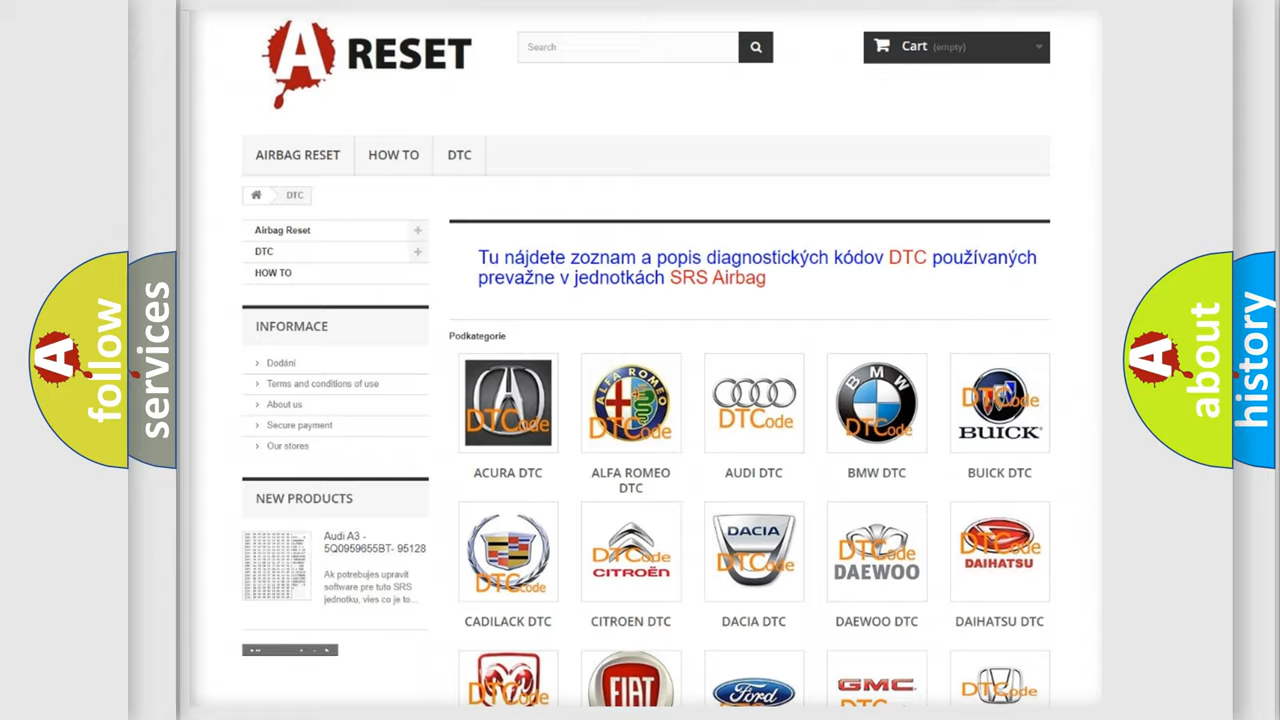 A RESET
Search
Cart (empty)
AIRBAG RESET
HOW TO
DTC
DTC
Airbag Reset
DTC
HOW TO
INFORMACE
Dodání
Terms and conditions of use
About us
Secure payment
Our stores
NEW PRODUCTS
Audi A3 -
5Q0959655BT- 95128
Ak potrebujes upravit
software pre tuto SRS
jednotku, vies co je to...
Tu nájdete zoznam a popis diagnostických kódov DTC používaných
prevažne v jednotkách SRS Airbag
Podkategorie
DTCode
ALFA ROMEO
DTCode
DTCode
BMW
DTCode
DTCode
BUICK
ACURA DTC
ALFA ROMEO
DTC
AUDI DTC
BMW DTC
BUICK DTC
DTCode
DTCode
CITROËN
DACIA
DTCode
DTCode
DAEWOO
DTCode
DAIHATSU
CADILACK DTC
CITROEN DTC
DACIA DTC
DAEWOO DTC
DAIHATSU DTC
DTCode
FIAT
Ford
GMC
DTCode
A
follow
services
A
about
history